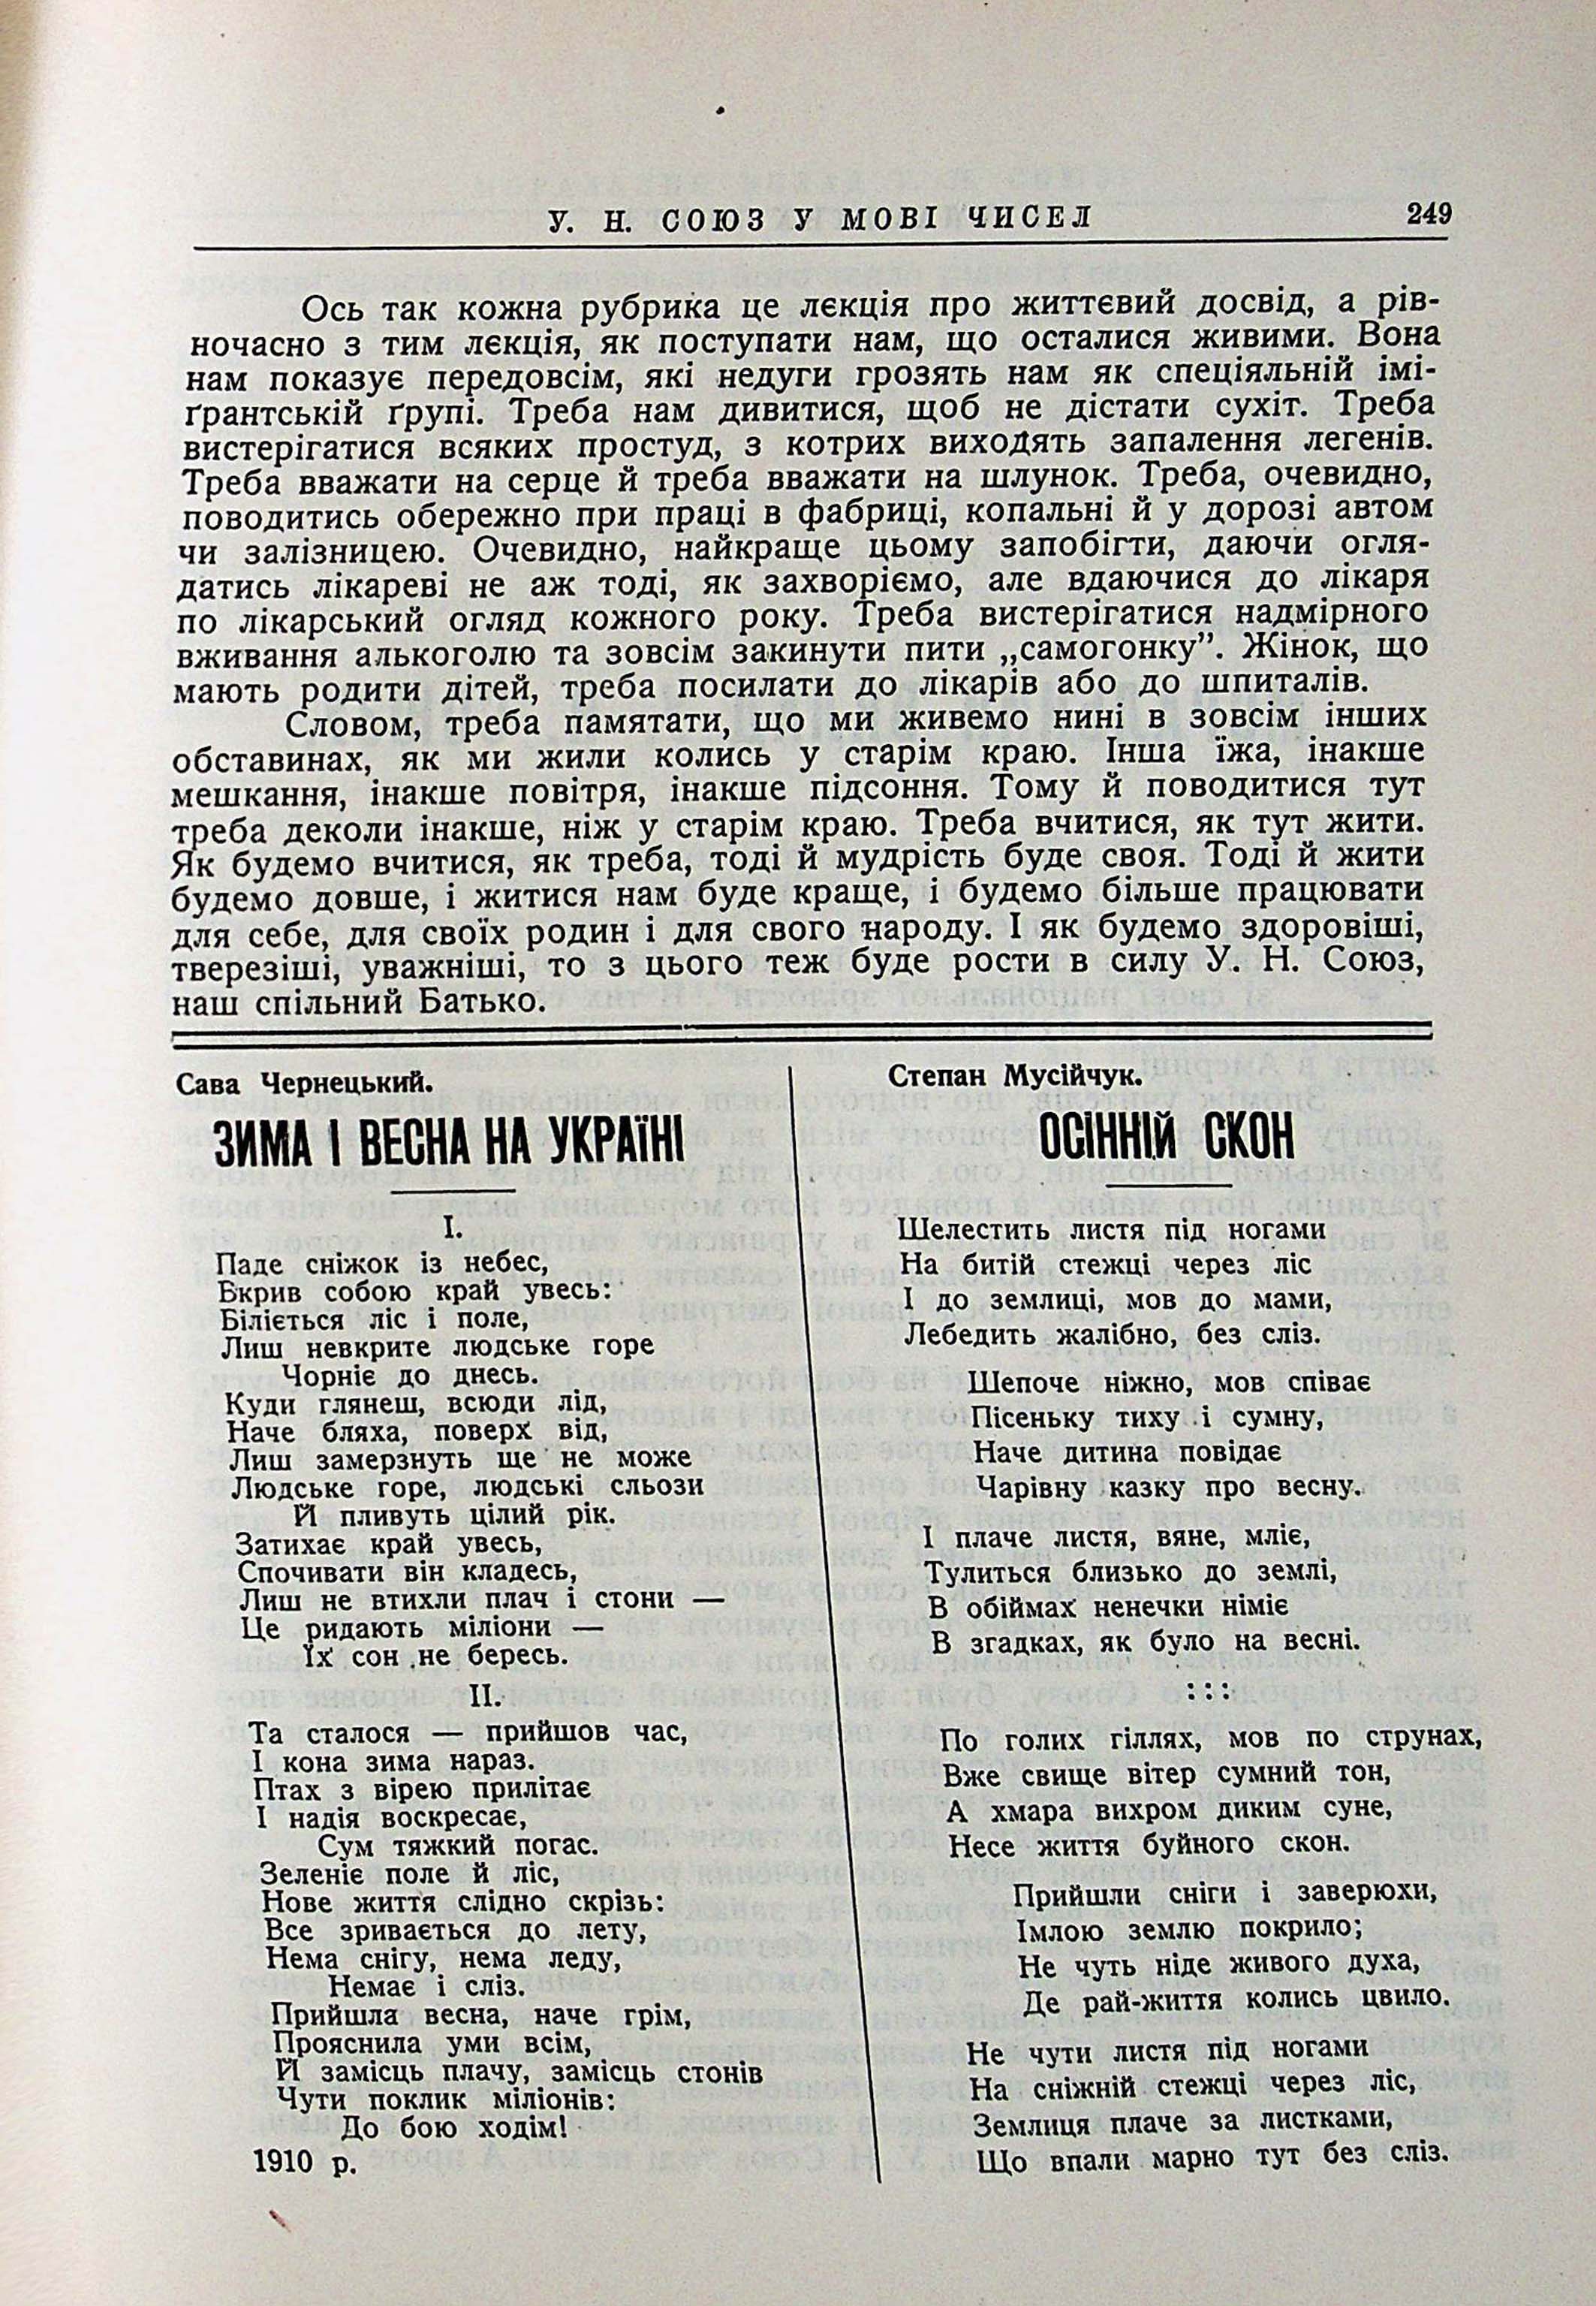 У. Н. СОЮЗ У МОВІ ЧИСЕЛ 249
Ось так кожна рубрика це лєкція про життєвий досвід, а рів-
ночасно з тим лєкція, як поступати нам, що осталися живими. Вона
нам показує передовсім, які недуги грозять нам як спеціяльній імі-
ґрантській ґрупі. Треба нам дивитися, щоб не дістати сухіт. Треба
вистерігатися всяких простуд, з котрих виходять запалення легенів.
Треба вважати на серце й треба вважати на шлунок. Треба, очевидно,
поводитись обережно при праці в фабриці, копальні й у дорозі автом
чи залізницею. Очевидно, найкраще цьому запобігти, даючи огля-
датись лікареві не аж тоді, як захворіємо, але вдаючися до лікаря
по лікарський огляд кожного року. Треба вистерігатися надмірного
вживання алькоголю та зовсім закинути пити „самогонку”. Жінок, що
мають родити дітей, треба посилати до лікарів або до шпиталів.
Словом, треба памятати, що ми живемо нині в зовсім інших
обставинах, як ми жили колись у старім краю. Інша їжа, інакше
мешкання, інакше повітря, інакше підсоння. Тому й поводитися тут
треба деколи інакше, ніж у старім краю. Треба вчитися, як тут жити.
Як будемо вчитися, як треба, тоді й мудрість буде своя. Тоді й жити
будемо довше, і житися нам буде краще, і будемо більше працювати
для себе, для своїх родин і для свого народу. І як будемо здоровіші,
тверезіші, уважніші, то з цього теж буде рости в силу У. Н. Союз,
наш спільний Батько.
Сава Чернецький.
ЗИМА І ВЕСНА НА УКРАЇНІ
I.
Паде сніжок із небес,
Вкрив собою край увесь:
Біліється ліс і поле,
Лиш невкрите людське горе
Чорніє до днесь.
Куди глянеш, всюди лід,
Наче бляха, поверх від,
Лиш замерзнуть ще не може
Людське горе, людські сльози
Й пливуть цілий рік.
Затихає край увесь,
Спочивати він кладесь,
Лиш не втихли плач і стони —
Це ридають міліони —
Їх сон не бересь.
II.
Та сталося — прийшов час,
І кона зима нараз.
Птах з вірею прилітає
І надія воскресає,
Сум тяжкий погас.
Зеленіє поле й ліс,
Нове життя слідно скрізь:
Все зривається до лету,
Нема снігу, нема леду,
Немає і сліз.
Прийшла весна, наче грім,
Прояснила уми всім,
Й замісць плачу, замісць стонів
Чути поклик міліонів:
До бою ходім!
1910 р.
Степан Мусійчук.
ОСІННІЙ СКОН
Шелестить листя під ногами
На битій стежці через ліс
І до землиці, мов до мами,
Лебедить жалібно, без сліз.
Шепоче ніжно, мов співає
Пісеньку тиху і сумну,
Наче дитина повідає
Чарівну казку про весну.
І плаче листя, вяне, мліє,
Тулиться близько до землі,
В обіймах ненечки німіє
В згадках, як було на весні.
:::
По голих гіллях, мов по струнах,
Вже свище вітер сумний тон,
А хмара вихром диким суне,
Несе життя буйного скон.
Прийшли сніги і заверюхи,
Імлою землю покрило;
Не чуть ніде живого духа,
Де рай-життя колись цвило.
Не чути листя під ногами
На сніжній стежці через ліс,
Землиця плаче за листками,
Що впали марно тут без сліз.